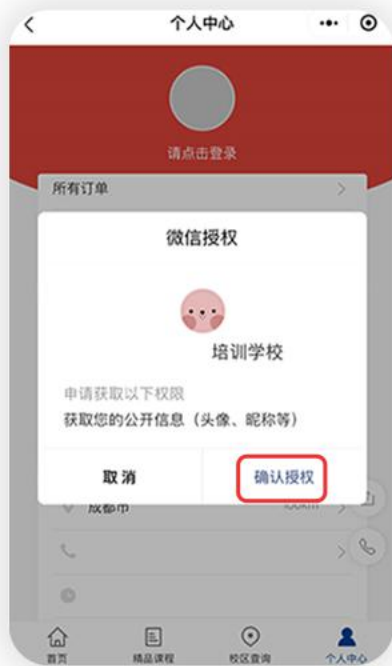 个人中心
请点击登录
所有订单
微信授权
培训学校
申请获取以下权限
获取您的公开信息（头像、昵称等）
取消
确认授权
成都市
100km
首页
精品课程
校区查询
个人中心